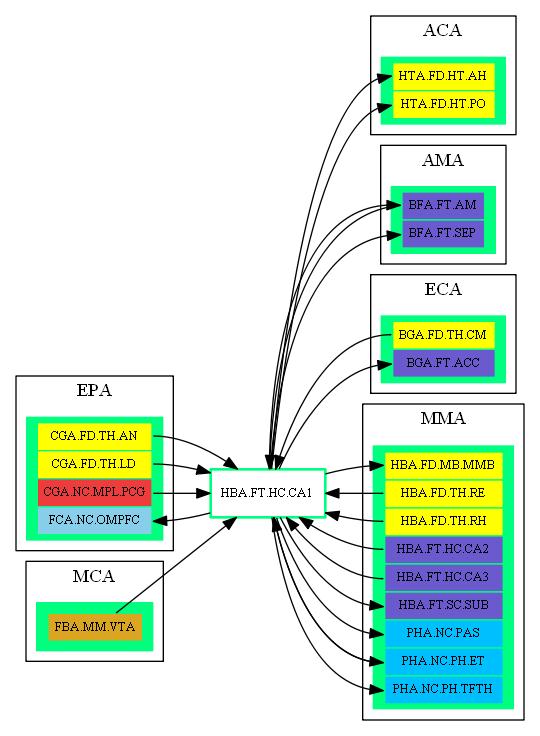 ACA
HTA.FD.HT.AH
HTA.FD.HT.PO
AMA
BFA.FT.AM
BFA.FT.SEP
ECA
BGA.FD.TH.CM
BGA.FT.ACC
EPA
CGA.FD.TH.AN
CGA.FD.TH.LD
CGA.NC.MPL.PCG
FCA.NC.OMPFC
MCA
FBA.MM.VTA
HBA.FT.HC.CA1
MMA
HBA.FD.MB.MMB
HBA.FD.TH.RE
HBA.FD.TH.RH
HBA.FT.HC.CA2
HBA.FT.HC.CA3
HBA.FT.SC.SUB
PHA.NC.PAS
PHA.NC.PH.ET
PHA.NC.PH.TFTH